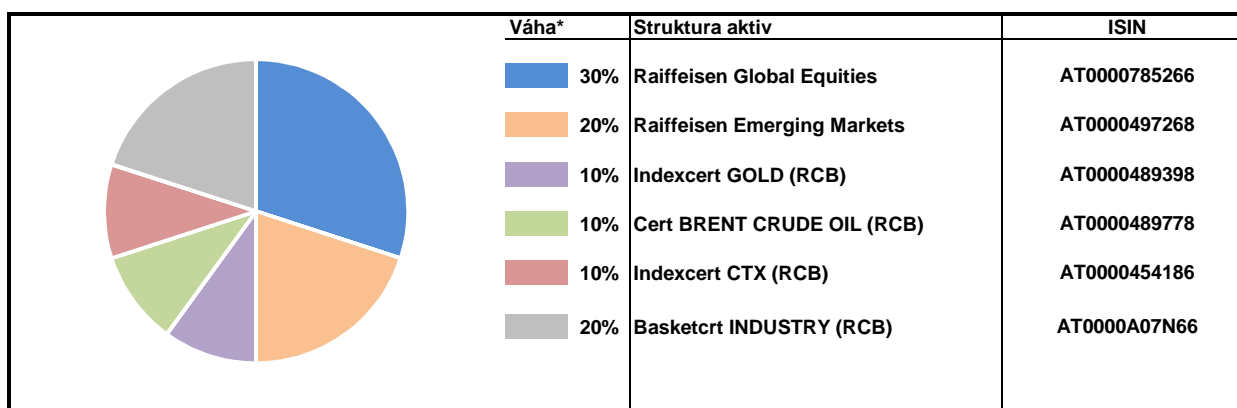 Váha* Struktura aktiv ISIN
30% Raiffeisen Global Equities AT0000785266
20% Raiffeisen Emerging Markets AT0000497268
10% Indexcert GOLD (RCB) AT0000489398
10% Cert BRENT CRUDE OIL (RCB) AT0000489778
10% Indexcert CTX (RCB) AT0000454186
20% Basketcrt INDUSTRY (RCB) AT0000A07N66